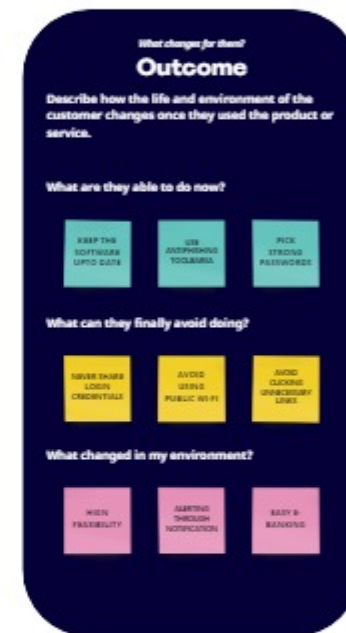 What changes for them?
Outcome
Describe how the life and environment of the
customer changes once they used the product or
service.
What are they able to do now?
KEEP THE
SOFTWARE
UPTO DATE
USE
ANTIPHISHING
TOOLBARS
PICK
STRONG
PASSWORDS
What can they finally avoid doing?
NEVER SHARE
LOGIN
CREDENTIALS
AVOID
USING
PUBLIC WI-FI
AVOID
CLICKING
UNNECESSARY
LINKS
What changed in my environment?
HIGH
FEASIBILITY
ALERTING
THROUGH
NOTIFICATION
EASY
BANKING